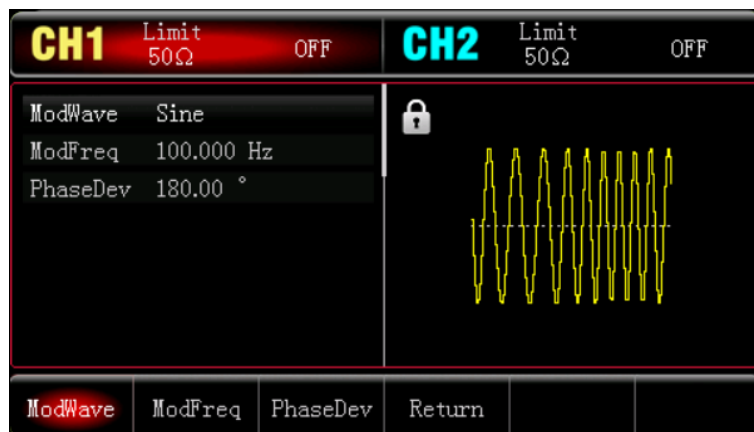 CH1 Limit 50Ω OFF CH2 Limit 50Ω OFF
ModWave Sine
ModFreq 100.000 Hz
PhaseDev 180.00 °
ModWave ModFreq PhaseDev Return